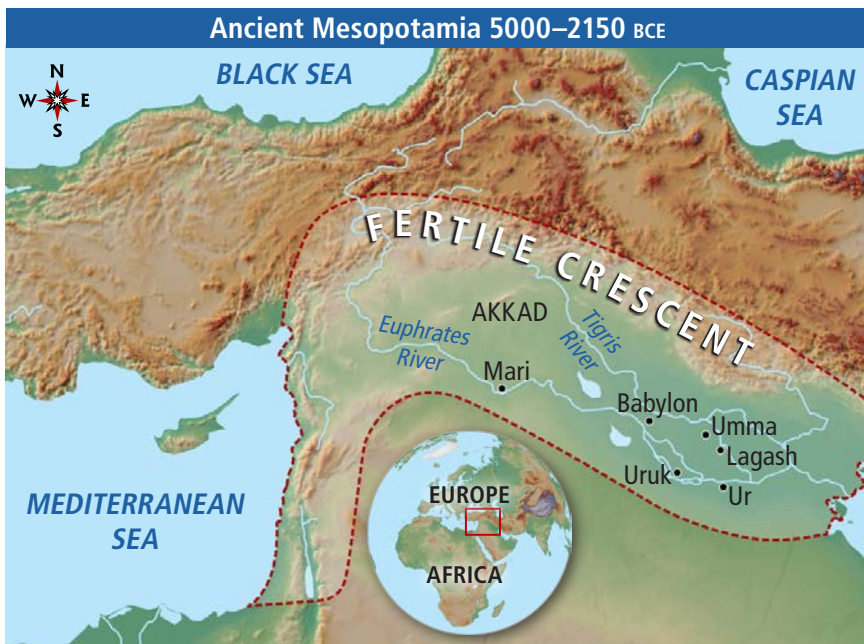 Ancient Mesopotamia 5000–2150 BCE
N
W E
S
BLACK SEA
CASPIAN
SEA
FERTILE CRESCENT
AKKAD
Euphrates
River
Tigris
River
Mari
Babylon
Umma
Lagash
Uruk
Ur
MEDITERRANEAN
SEA
EUROPE
AFRICA